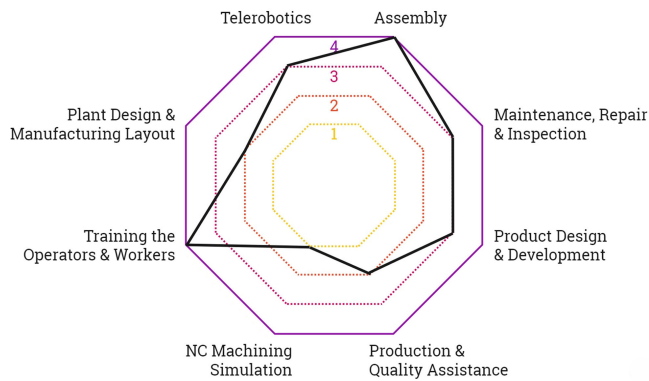 Telerobotics
Assembly
4
3
2
1
Plant Design &
Manufacturing Layout
Maintenance, Repair
& Inspection
Training the
Operators & Workers
Product Design
& Development
NC Machining
Simulation
Production &
Quality Assistance